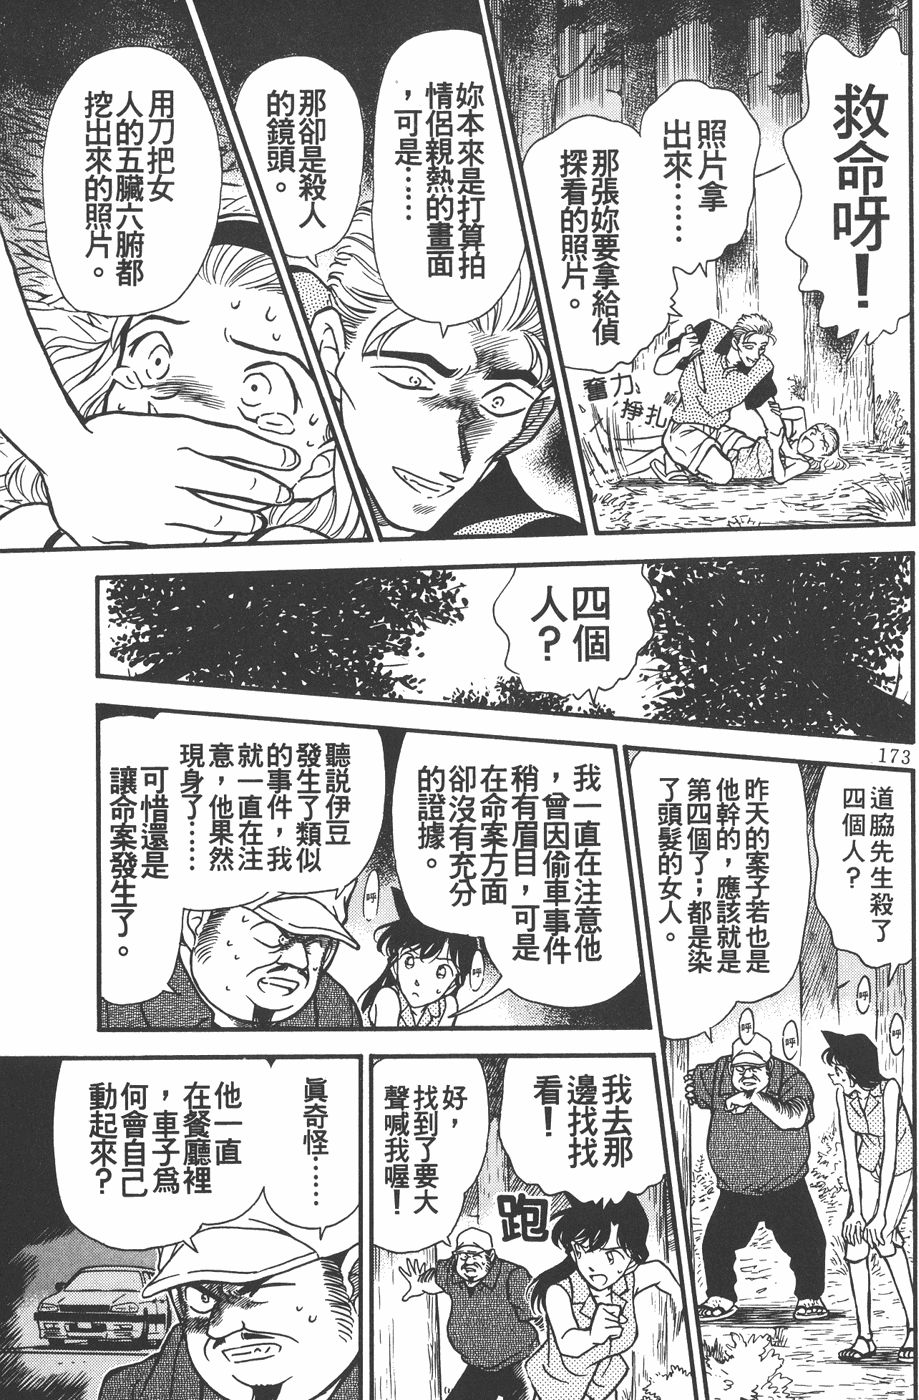 救命呀！
照片拿
出來……
那張妳要拿給偵
探看的照片。
奮力
掙扎
妳本來是打算拍
情侶親熱的畫面
，可是……
那卻是殺人
的鏡頭。
用刀把女
人的五臟六腑都
挖出來的照片。
四個
人？
173
道脇先生殺了
四個人？
昨天的案子若也是
他幹的，應該就是
第四個了；都是染
了頭髮的女人。
呼
呼
呼
我一直在注意他
，曾因偷車事件
稍有眉目，可是
在命案方面
卻沒有充分
的證據。
呼
呼
聽説伊豆
發生了類似
的事件，我
就一直在注
意，他果然
現身了……
可惜還是
讓命案發生了。
我去那
邊找找
看！
跑
好，
找到了要大
聲喊我喔！
眞奇怪……
他一直
在餐廳裡
，車子爲
何會自己
動起來？